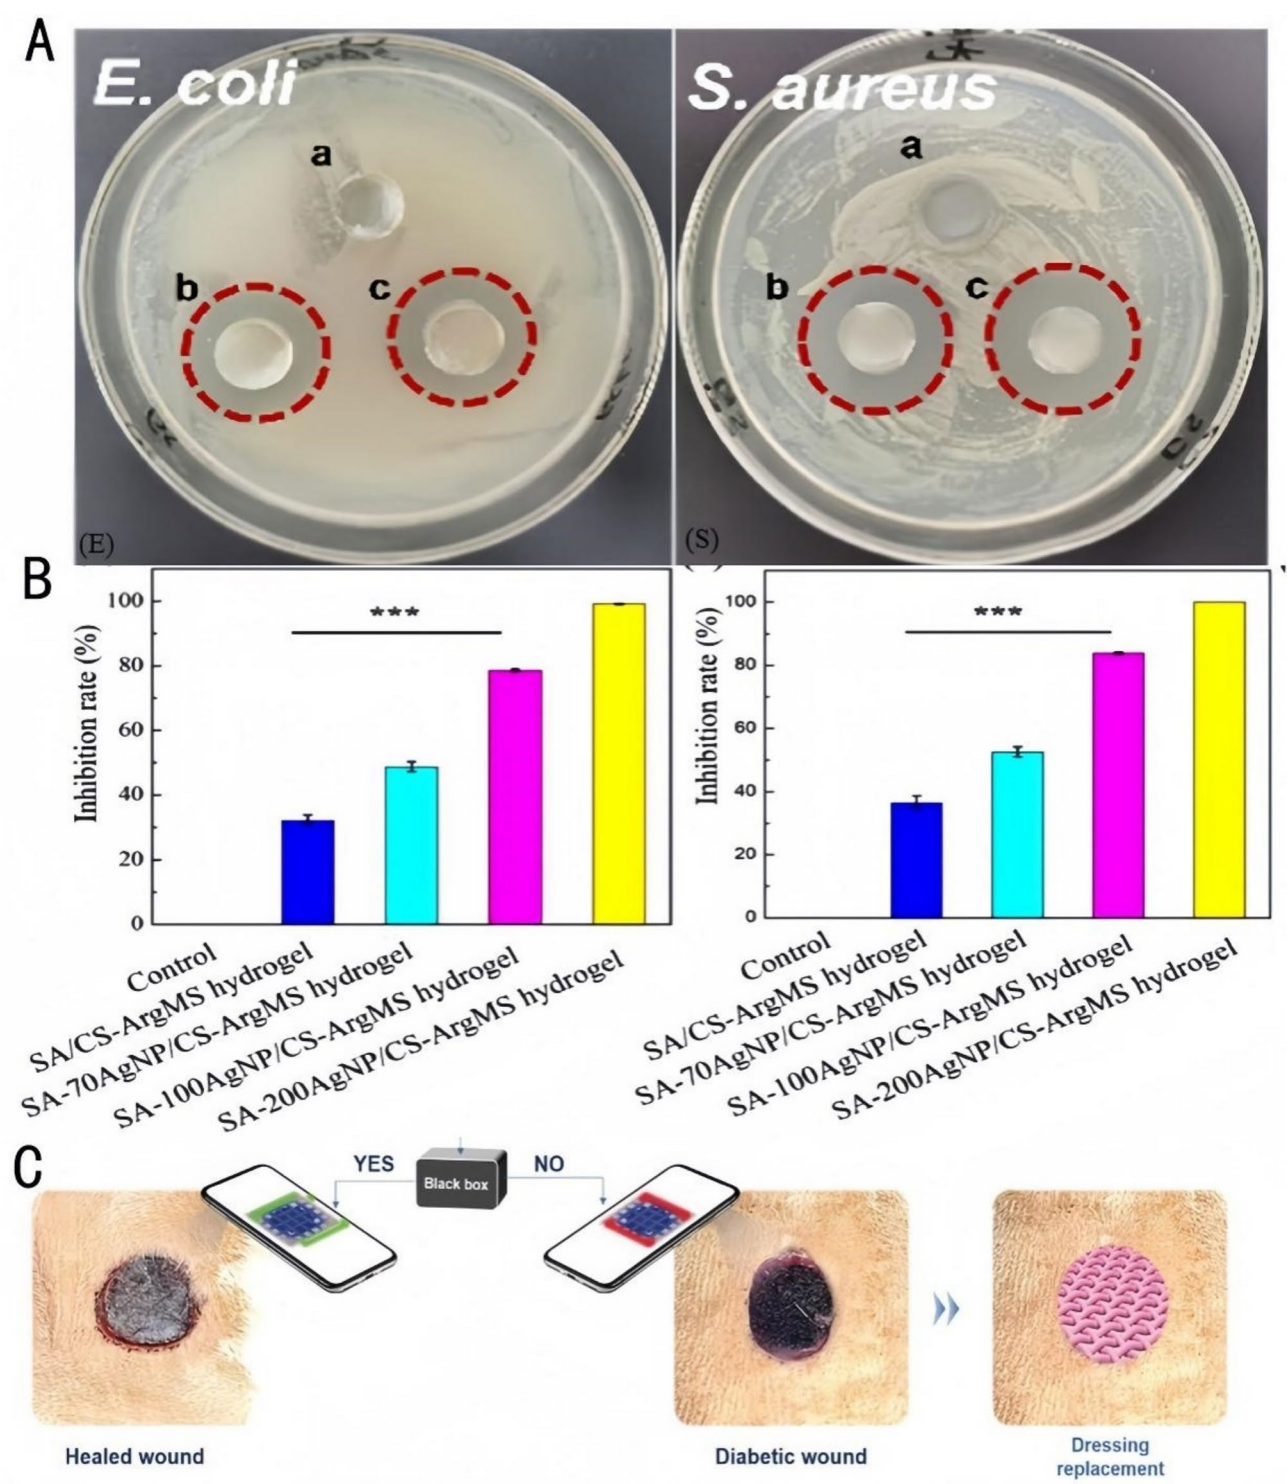 A
E. coli
a
b
c
(E)
S. aureus
a
b
c
(S)
B
Inhibition rate (%)
100
80
60
40
20
0
***
Control
SA/CS-ArgMS hydrogel
SA-70AgNP/CS-ArgMS hydrogel
SA-100AgNP/CS-ArgMS hydrogel
SA-200AgNP/CS-ArgMS hydrogel
Inhibition rate (%)
100
80
60
40
20
0
***
Control
SA/CS-ArgMS hydrogel
SA-70AgNP/CS-ArgMS hydrogel
SA-100AgNP/CS-ArgMS hydrogel
SA-200AgNP/CS-ArgMS hydrogel
C
YES
Black box
NO
Healed wound
Diabetic wound
Dressing
replacement